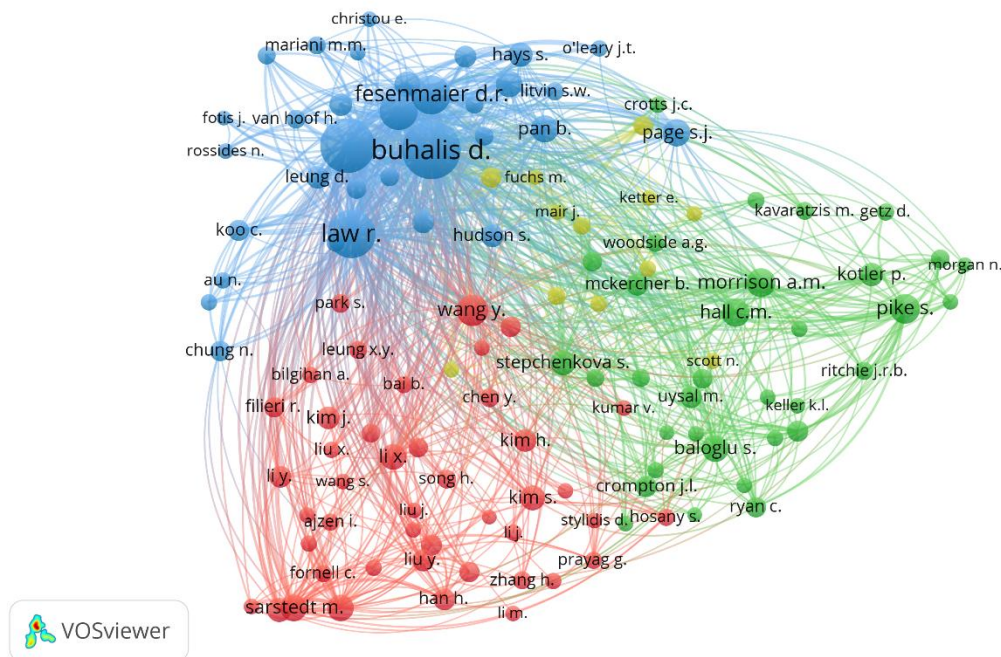 christou e.
mariani m.m.
hays s.
o'leary j.t.
fesenmaier d.r.
litvin s.w.
crotts j.c.
fotis j.
van hoof h.
pan b.
page s.j.
rossides n.
buhalis d.
leung d.
fuchs m.
ketter e.
mair j.
kavaratzis m.
getz d.
koo c.
law r.
hudson s.
woodside a.g.
morgan n.
au n.
mckercher b.
morrison a.m.
kotler p.
park s.
wang y.
hall c.m.
pike s.
chung n.
leung x.y.
stepchenkova s.
scott n.
ritchie j.r.b.
bilgihan a.
bai b.
chen y.
uysal m.
filieri r.
kim j.
kumar v.
keller k.l.
liu x.
li x.
kim h.
baloglu s.
li y.
wang s.
song h.
crompton j.l.
kim s.
ryan c.
ajzen i.
liu j.
li j.
stylidis d.
hosany s.
fornell c.
liu y.
zhang h.
prayag g.
sarstedt m.
han h.
li m.
VOSviewer